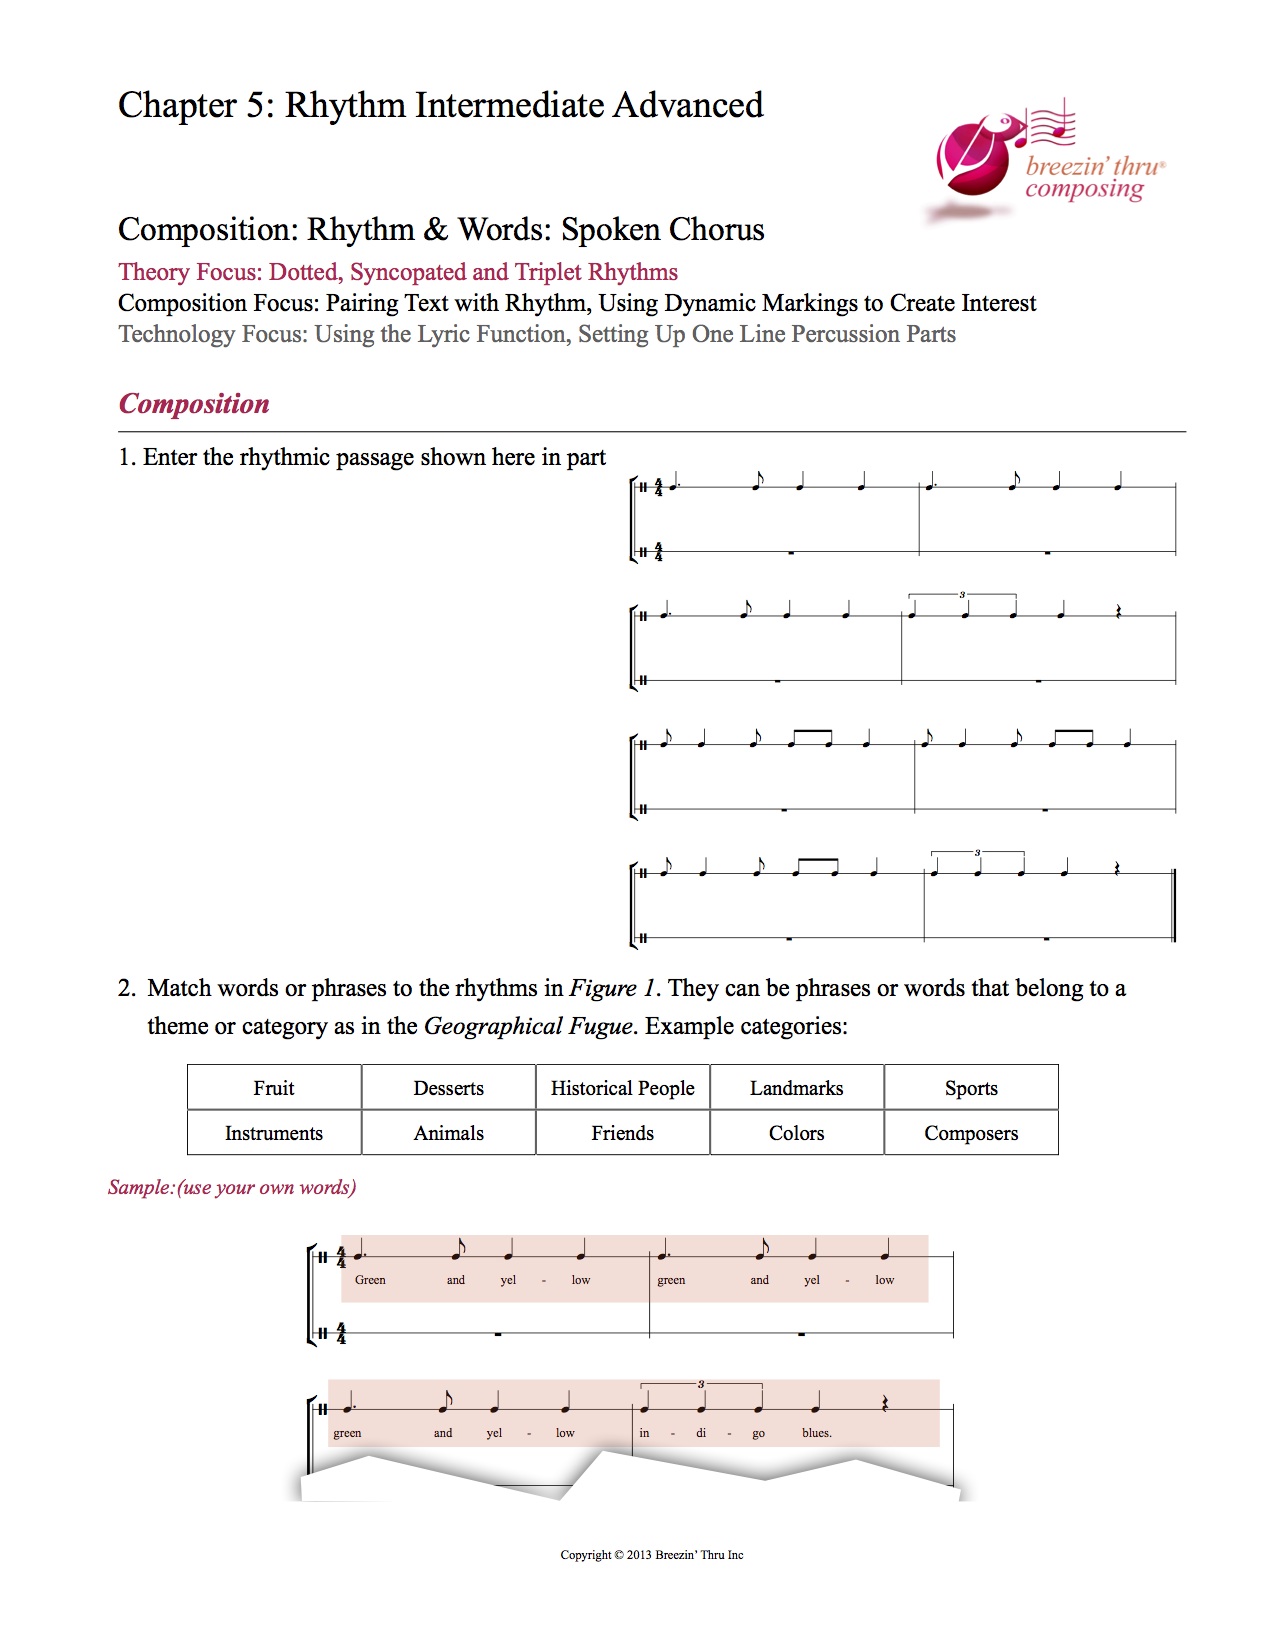 Chapter 5: Rhythm Intermediate Advanced
breezin' thru®
composing
Composition: Rhythm & Words: Spoken Chorus
Theory Focus: Dotted, Syncopated and Triplet Rhythms
Composition Focus: Pairing Text with Rhythm, Using Dynamic Markings to Create Interest
Technology Focus: Using the Lyric Function, Setting Up One Line Percussion Parts
Composition
1. Enter the rhythmic passage shown here in part
4
4
4
4
3
3
2. Match words or phrases to the rhythms in Figure 1. They can be phrases or words that belong to a
theme or category as in the Geographical Fugue. Example categories:
Fruit Desserts Historical People Landmarks Sports
Instruments Animals Friends Colors Composers
Sample:(use your own words)
4
4
Green and yel - low green and yel - low
4
4
3
green and yel - low in - di - go blues.
Copyright © 2013 Breezin' Thru Inc